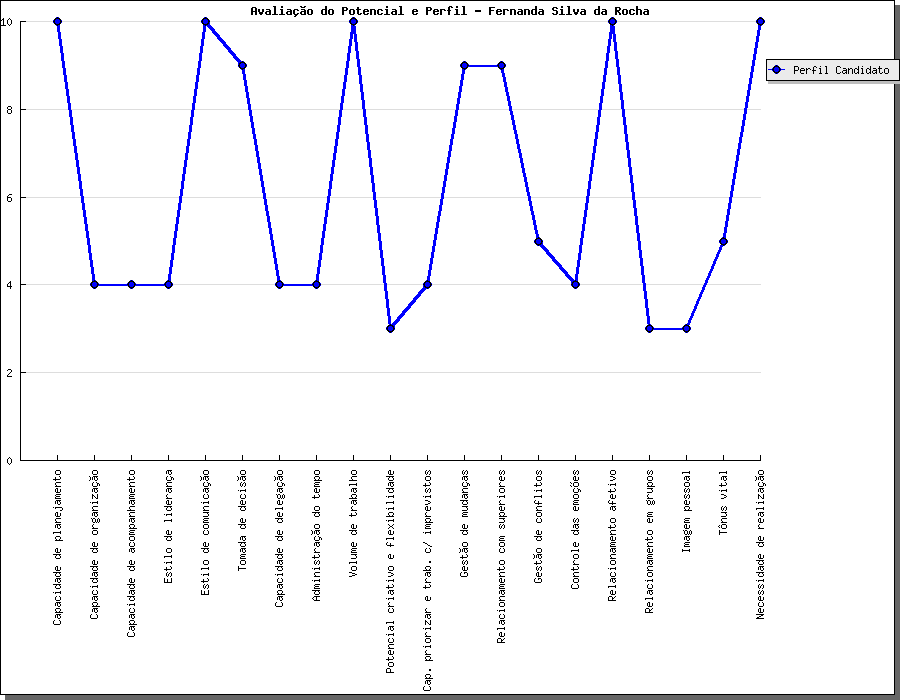 Avaliação do Potencial e Perfil - Fernanda Silva da Rocha
Perfil Candidato
10
8
6
4
2
0
Capacidade de planejamento
Capacidade de organização
Capacidade de acompanhamento
Estilo de liderança
Estilo de comunicação
Tomada de decisão
Capacidade de delegação
Administração do tempo
Volume de trabalho
Potencial criativo e flexibilidade
Cap. priorizar e trab. c/ imprevistos
Gestão de mudanças
Relacionamento com superiores
Gestão de conflitos
Controle das emoções
Relacionamento afetivo
Relacionamento em grupos
Imagem pessoal
Tônus vital
Necessidade de realização